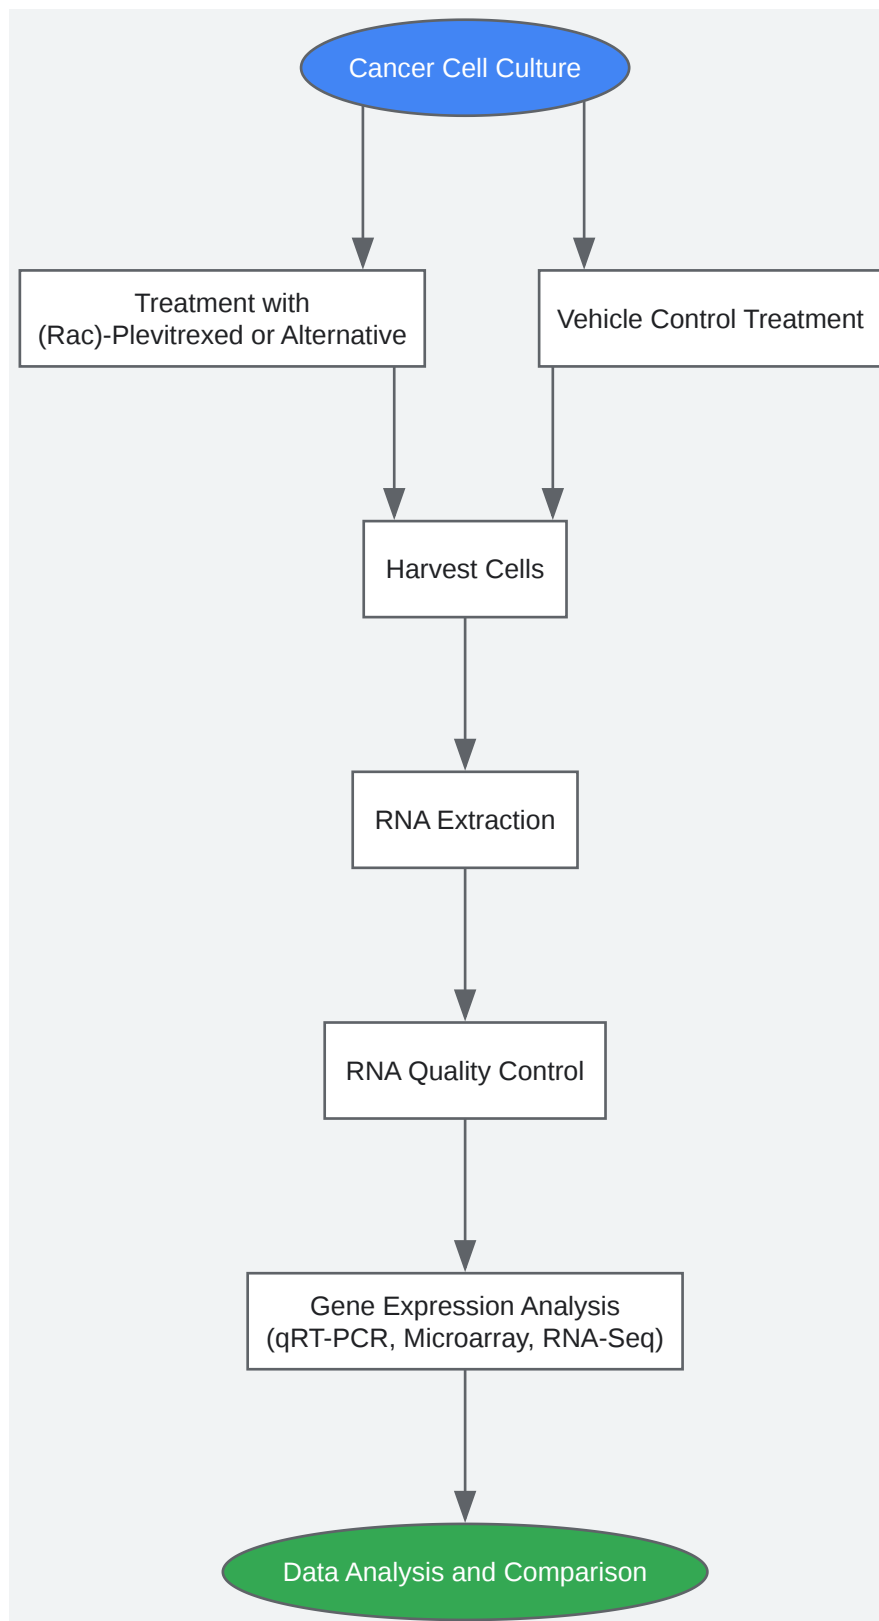 Cancer Cell Culture
Treatment with
(Rac)-Plevitrexed or Alternative
Vehicle Control Treatment
Harvest Cells
RNA Extraction
RNA Quality Control
Gene Expression Analysis
(qRT-PCR, Microarray, RNA-Seq)
Data Analysis and Comparison